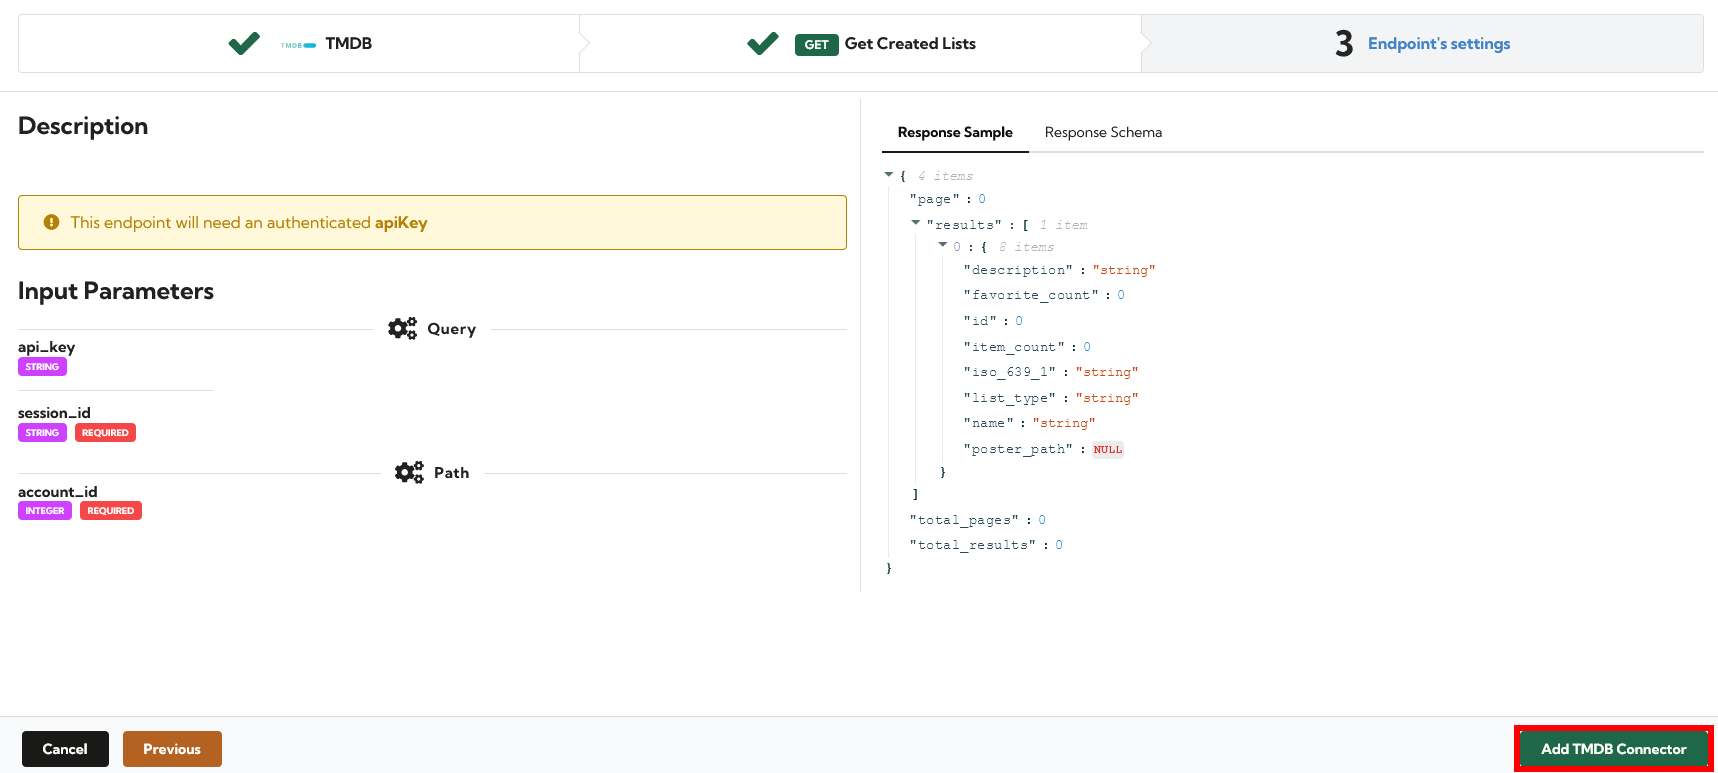 TMDB TMDB
GET Get Created Lists
3 Endpoint's settings
Description
This endpoint will need an authenticated apiKey
Input Parameters
Query
api_key
STRING
session_id
STRING REQUIRED
Path
account_id
INTEGER REQUIRED
Response Sample Response Schema
{ 4 items
"page" : 0
"results" : [ 1 item
0 : { 8 items
"description" : "string"
"favorite_count" : 0
"id" : 0
"item_count" : 0
"iso_639_1" : "string"
"list_type" : "string"
"name" : "string"
"poster_path" : NULL
}
]
"total_pages" : 0
"total_results" : 0
}
Cancel Previous Add TMDB Connector